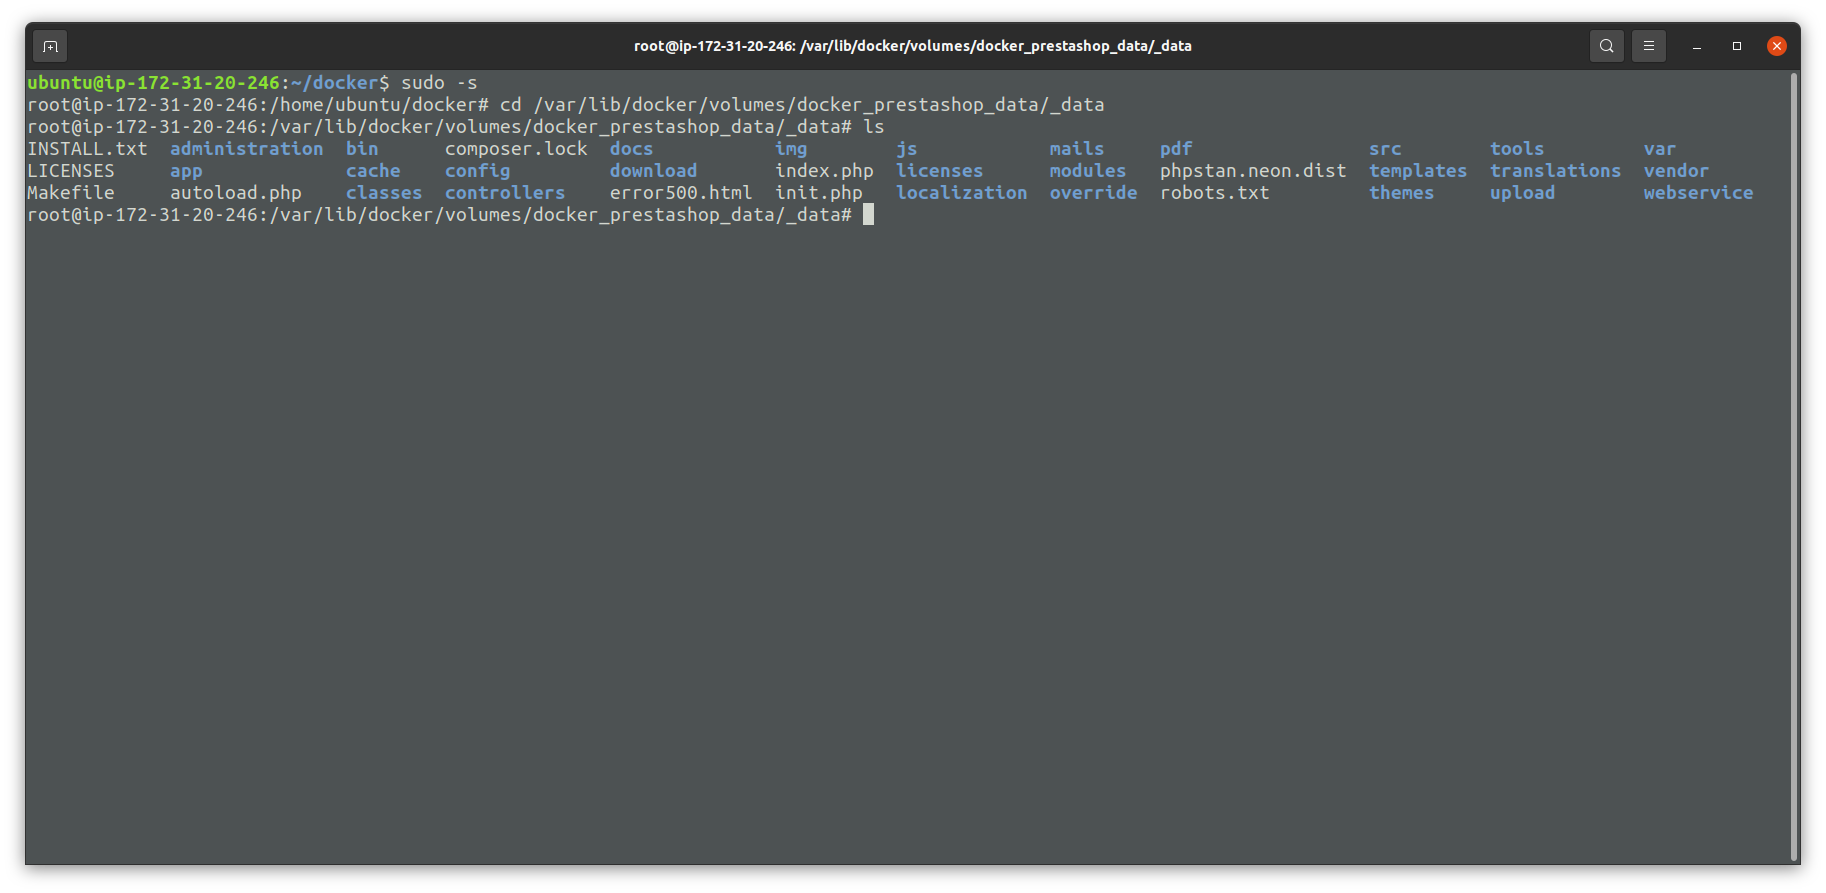 root@ip-172-31-20-246: /var/lib/docker/volumes/docker_prestashop_data/_data
ubuntu@ip-172-31-20-246:~/docker$ sudo -s
root@ip-172-31-20-246:/home/ubuntu/docker# cd /var/lib/docker/volumes/docker_prestashop_data/_data
root@ip-172-31-20-246:/var/lib/docker/volumes/docker_prestashop_data/_data# ls
INSTALL.txt  administration  bin      composer.lock  docs           img        js            mails     pdf                src        tools         var
LICENSES     app             cache    config         download       index.php  licenses      modules   phpstan.neon.dist  templates  translations  vendor
Makefile     autoload.php    classes  controllers    error500.html  init.php   localization  override  robots.txt         themes     upload        webservice
root@ip-172-31-20-246:/var/lib/docker/volumes/docker_prestashop_data/_data#